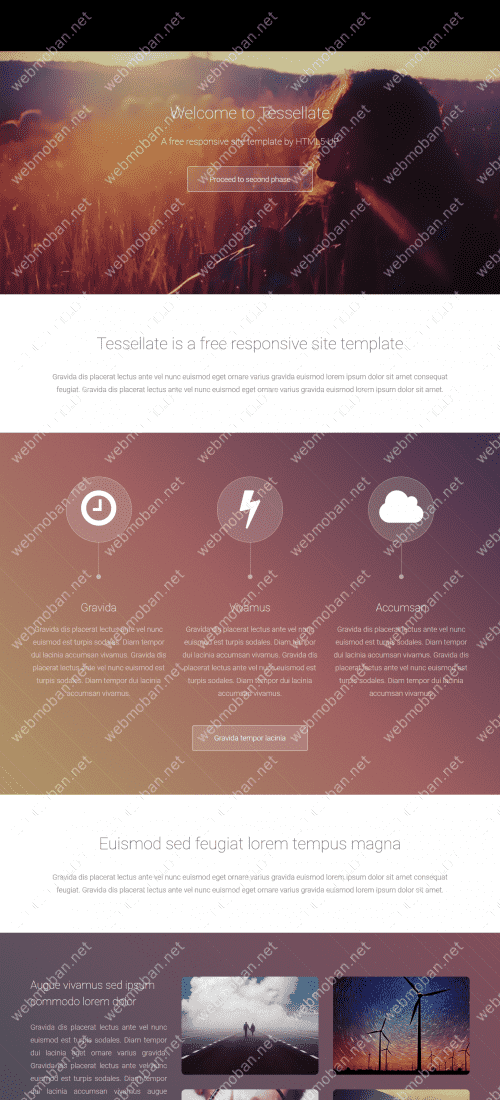 Welcome to Tessellate
A free responsive site template by HTML5 UP
Proceed to second phase
Tessellate is a free responsive site template
Gravida dis placerat lectus ante vel nunc euismod eget ornare varius gravida euismod lorem ipsum dolor sit amet consequat
feugiat. Gravida dis placerat lectus ante vel nunc euismod eget ornare varius gravida euismod lorem ipsum dolor sit amet.
Gravida
Gravida dis placerat lectus ante vel nunc
euismod est turpis sodales. Diam tempor
dui lacinia accumsan vivamus. Gravida dis
placerat lectus ante vel nunc euismod est
turpis sodales. Diam tempor dui lacinia
accumsan vivamus.
Vivamus
Gravida dis placerat lectus ante vel nunc
euismod est turpis sodales. Diam tempor
dui lacinia accumsan vivamus. Gravida dis
placerat lectus ante vel nunc euismod est
turpis sodales. Diam tempor dui lacinia
accumsan vivamus.
Accumsan
Gravida dis placerat lectus ante vel nunc
euismod est turpis sodales. Diam tempor
dui lacinia accumsan vivamus. Gravida dis
placerat lectus ante vel nunc euismod est
turpis sodales. Diam tempor dui lacinia
accumsan vivamus.
Gravida tempor lacinia
Euismod sed feugiat lorem tempus magna
Gravida dis placerat lectus ante vel nunc euismod eget ornare varius gravida euismod lorem ipsum dolor sit amet consequat
feugiat. Gravida dis placerat lectus ante vel nunc euismod eget ornare varius gravida euismod lorem ipsum dolor sit amet.
Augue vivamus sed ipsum
commodo lorem dolor
Gravida dis placerat lectus ante vel nunc
euismod est turpis sodales. Diam tempor
dui lacinia eget ornare varius gravida.
Gravida dis placerat lectus ante vel nunc
euismod est turpis sodales. Diam tempor
dui lacinia accumsan vivamus augue
webmoban.net